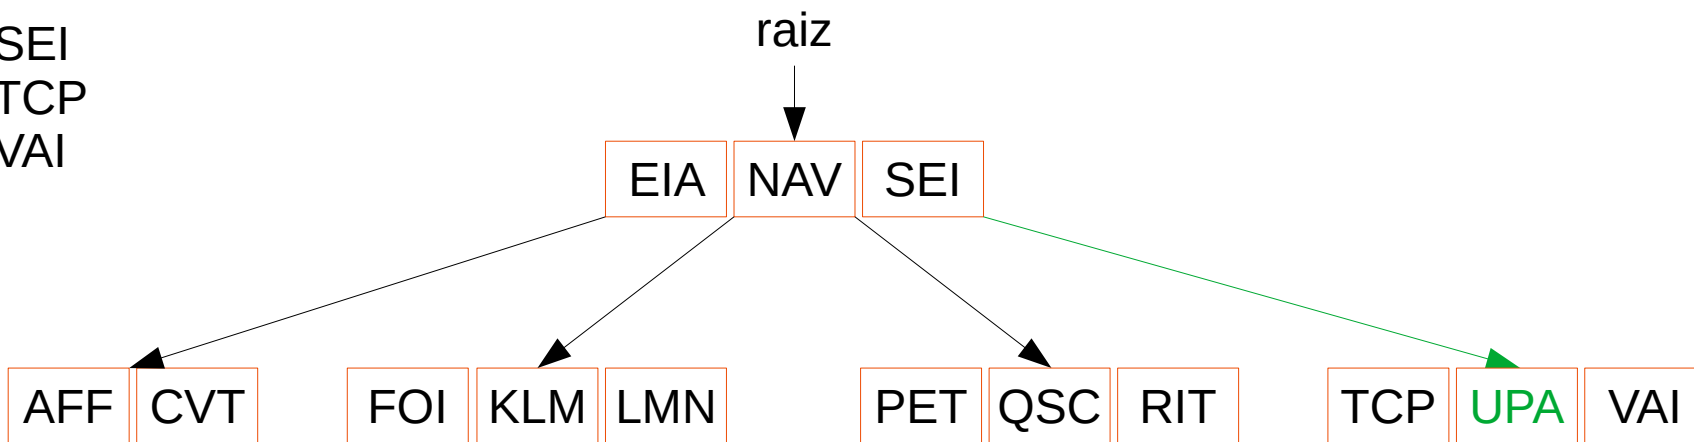 SEI
TCP
VAI
raiz
EIA NAV SEI
AFF CVT FOI KLM LMN PET QSC RIT TCP UPA VAI